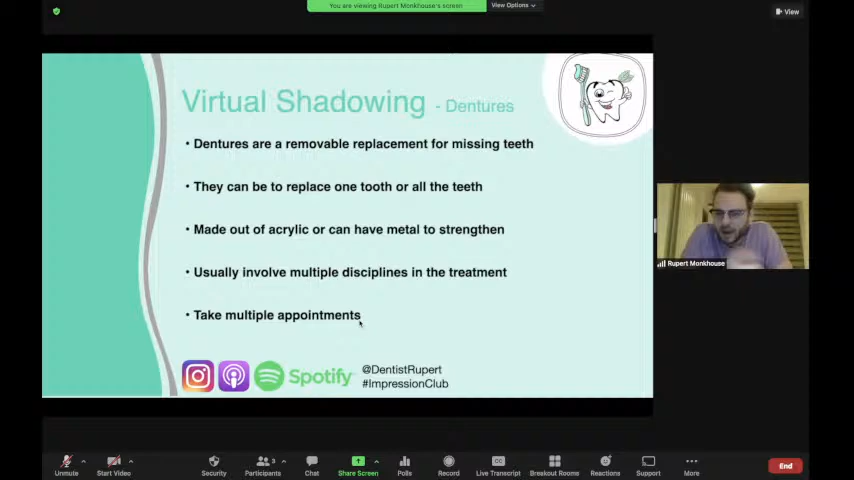 You are viewing Rupert Monkhouse's screen
View Options
View
Virtual Shadowing - Dentures
• Dentures are a removable replacement for missing teeth
• They can be to replace one tooth or all the teeth
• Made out of acrylic or can have metal to strengthen
• Usually involve multiple disciplines in the treatment
• Take multiple appointments
Rupert Monkhouse
Spotify
@DentistRupert
#ImpressionClub
Unmute
Start Video
Security
Participants
3
Chat
Share Screen
Polls
Record
CC
Live Transcript
Breakout Rooms
Reactions
Support
More
End